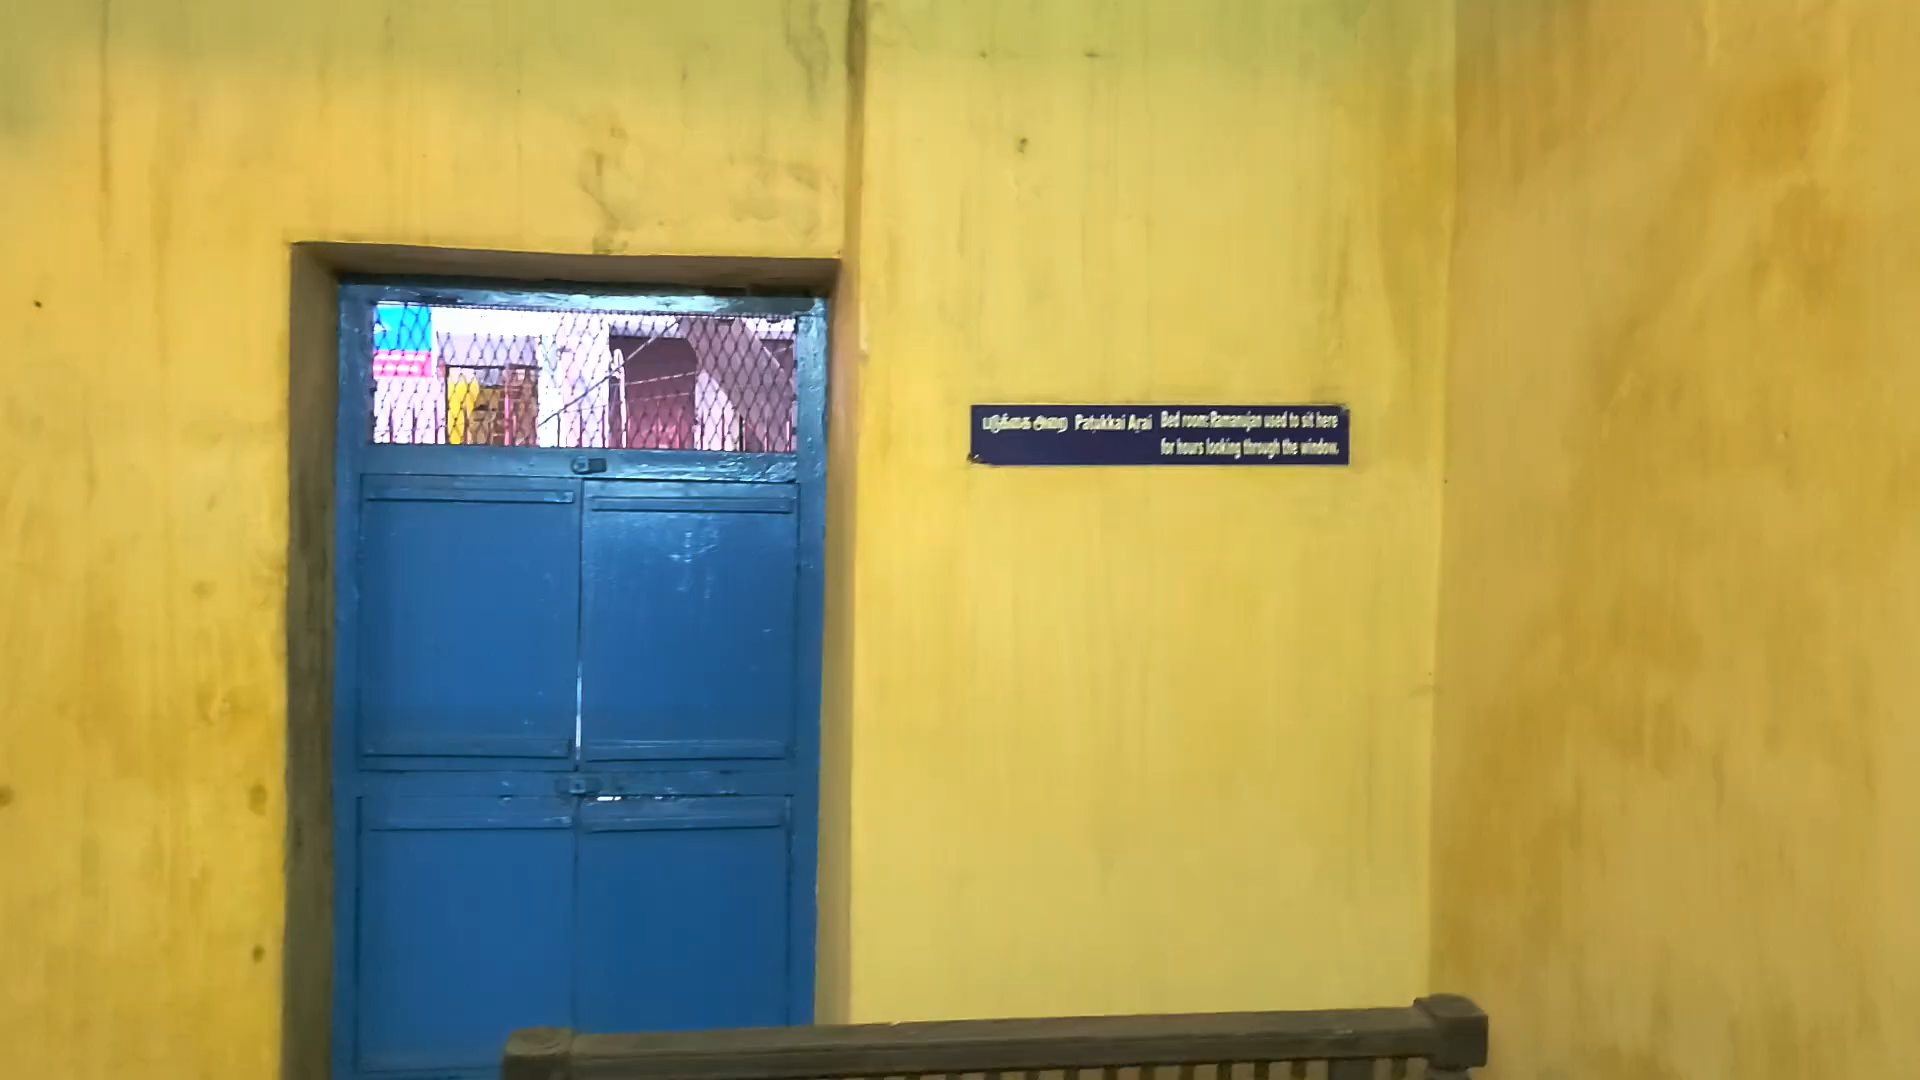 படுக்கை அறை Paṭukkai Aṟai Bed room: Ramanujan used to sit here
for hours looking through the window.